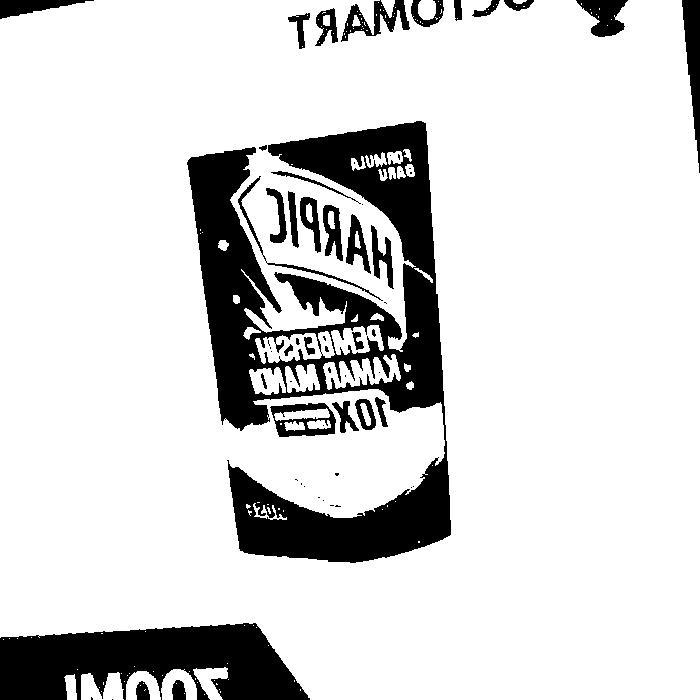 OCTOMART
FORMULA
BARU
HARPIC
PEMBERSIH
KAMAR MANDI
10X
700ML